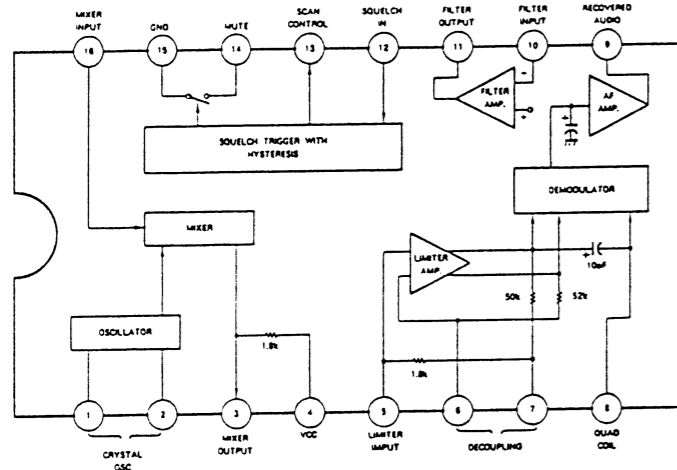 MIXER INPUT
GND
MUTE
SCAN CONTROL
SQUELCH IN
FILTER OUTPUT
FILTER INPUT
RECOVERED AUDIO
16
15
14
13
12
11
10
9
FILTER AMP.
-
+
AF AMP.
+
SQUELCH TRIGGER WITH HYSTERESIS
DEMODULATOR
MIXER
LIMITER AMP.
+
10pF
50k
52k
OSCILLATOR
1.8k
1.8k
1
2
3
4
5
6
7
8
CRYSTAL OSC
MIXER OUTPUT
VCC
LIMITER IMPUT
DECOUPLING
QUAD COIL